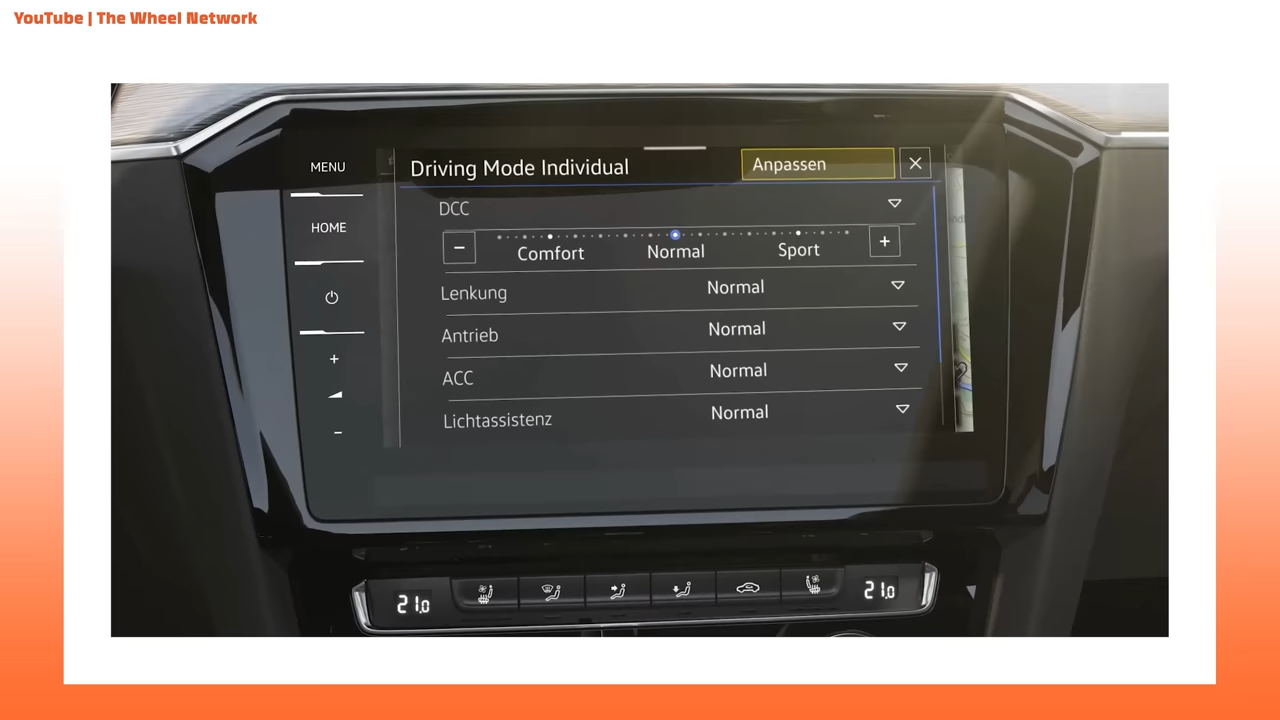 YouTube | The Wheel Network
MENU
Driving Mode Individual
Anpassen
DCC
HOME
Comfort
Normal
Sport
Lenkung
Normal
Antrieb
Normal
ACC
Normal
Lichtassistenz
Normal
21.0
21.0